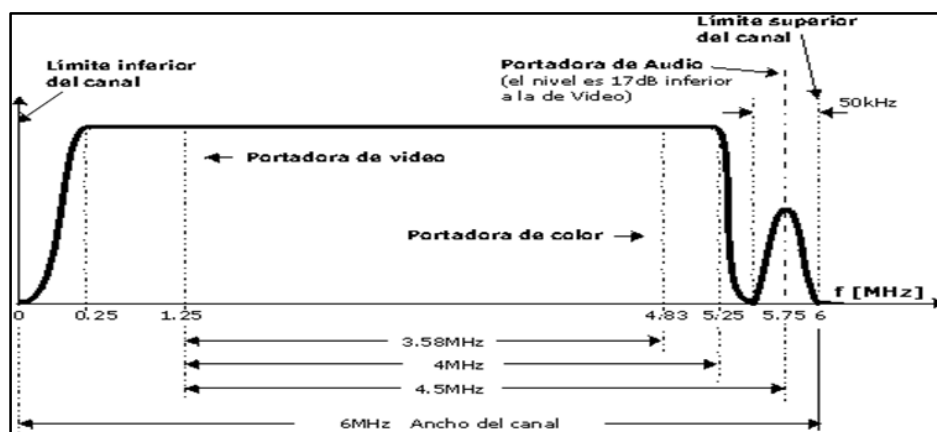 Límite superior
del canal
Límite inferior
del canal
Portadora de Audio
(el nivel es 17dB inferior
a la de Video)
50kHz
Portadora de video
Portadora de color
f [MHz]
0 0.25 1.25 4.83 5.25 5.75 6
3.58MHz
4MHz
4.5MHz
6MHz Ancho del canal